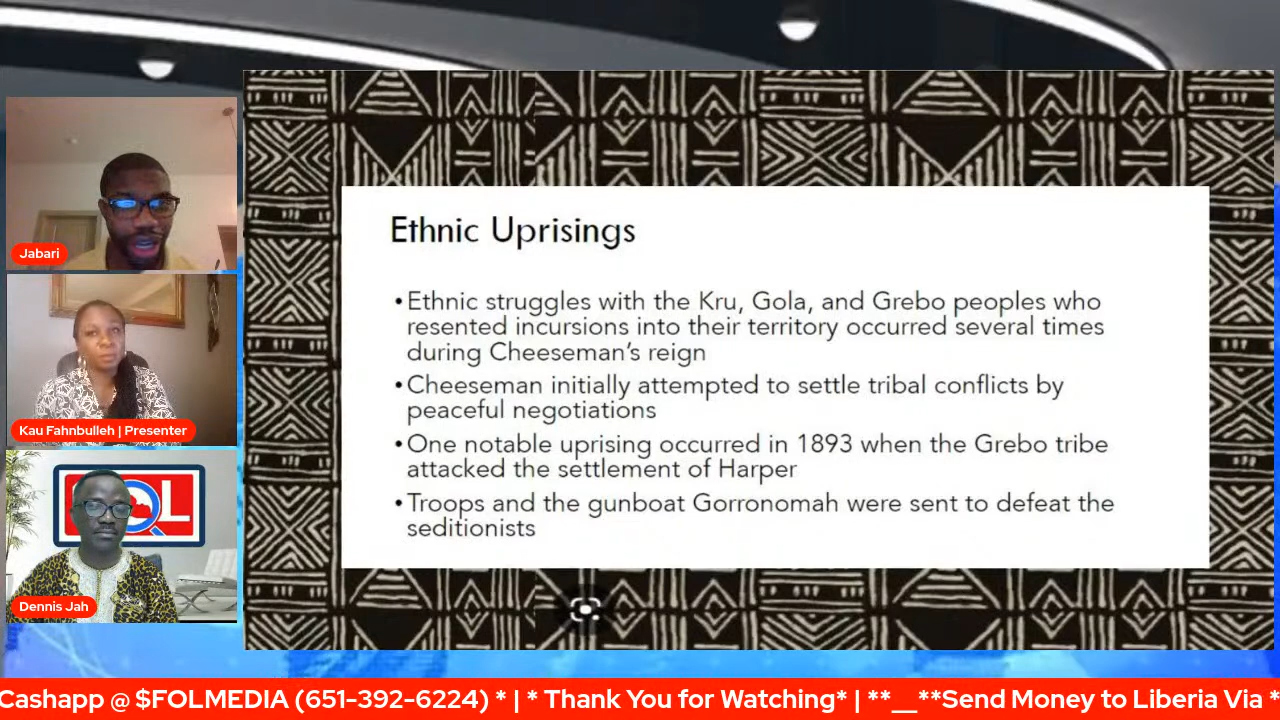 Jabari
Kau Fahnbulleh | Presenter
Dennis Jah
Ethnic Uprisings
•Ethnic struggles with the Kru, Gola, and Grebo peoples who
resented incursions into their territory occurred several times
during Cheeseman's reign
•Cheeseman initially attempted to settle tribal conflicts by
peaceful negotiations
•One notable uprising occurred in 1893 when the Grebo tribe
attacked the settlement of Harper
•Troops and the gunboat Gorronomah were sent to defeat the
seditionists
Cashapp @ $FOLMEDIA (651-392-6224) * | * Thank You for Watching* | **__**Send Money to Liberia Via *